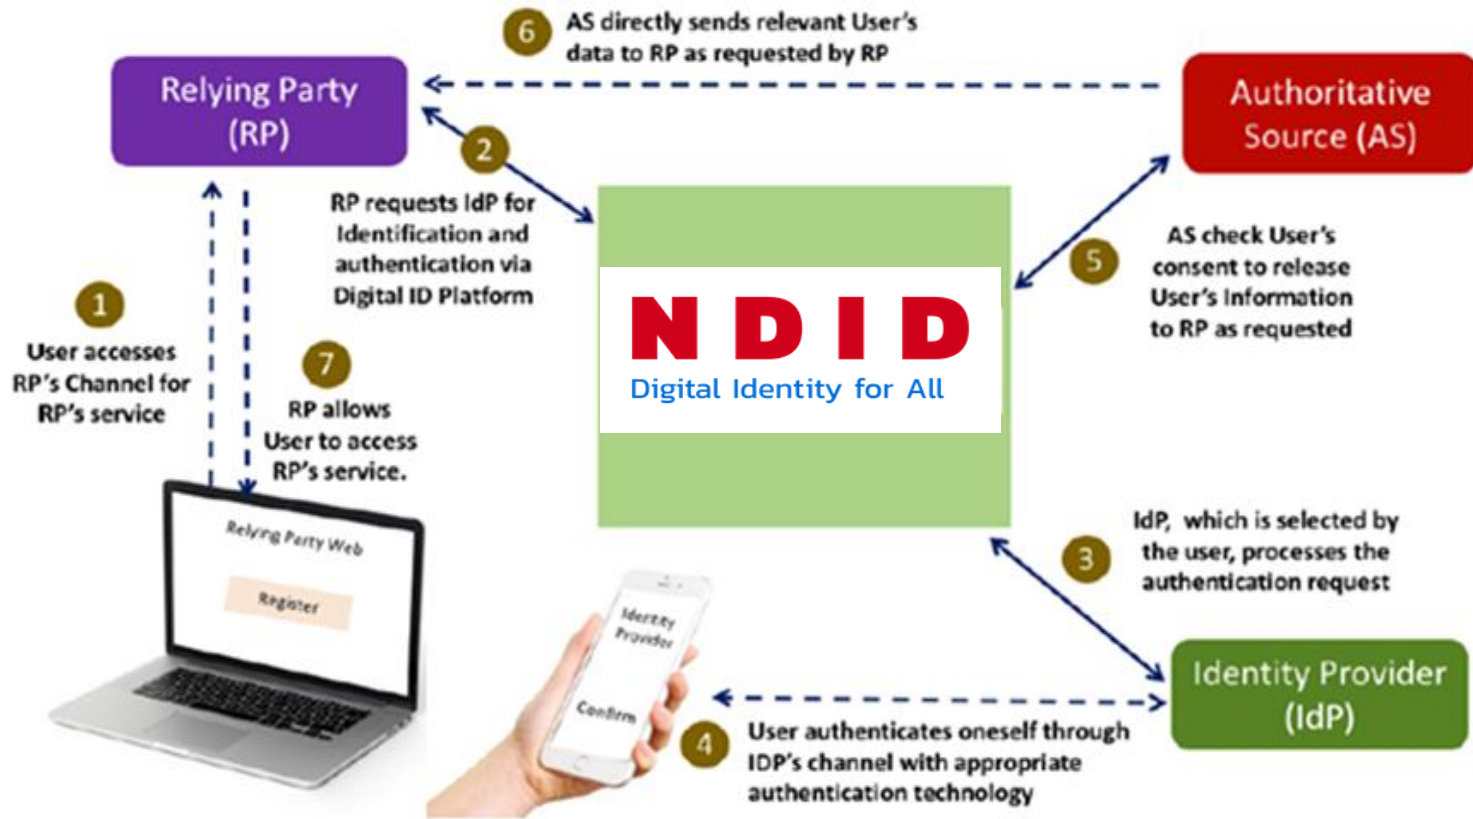 6
AS directly sends relevant User's
data to RP as requested by RP
Relying Party
(RP)
Authoritative
Source (AS)
2
RP requests IdP for
Identification and
authentication via
Digital ID Platform
NDID
Digital Identity for All
5
AS check User's
consent to release
User's Information
to RP as requested
1
User accesses
RP's Channel for
RP's service
7
RP allows
User to access
RP's service.
Relying Party Web
Register
3
IdP, which is selected by
the user, processes the
authentication request
Identity
Provider
Confirm
Identity Provider
(IdP)
4
User authenticates oneself through
IDP's channel with appropriate
authentication technology